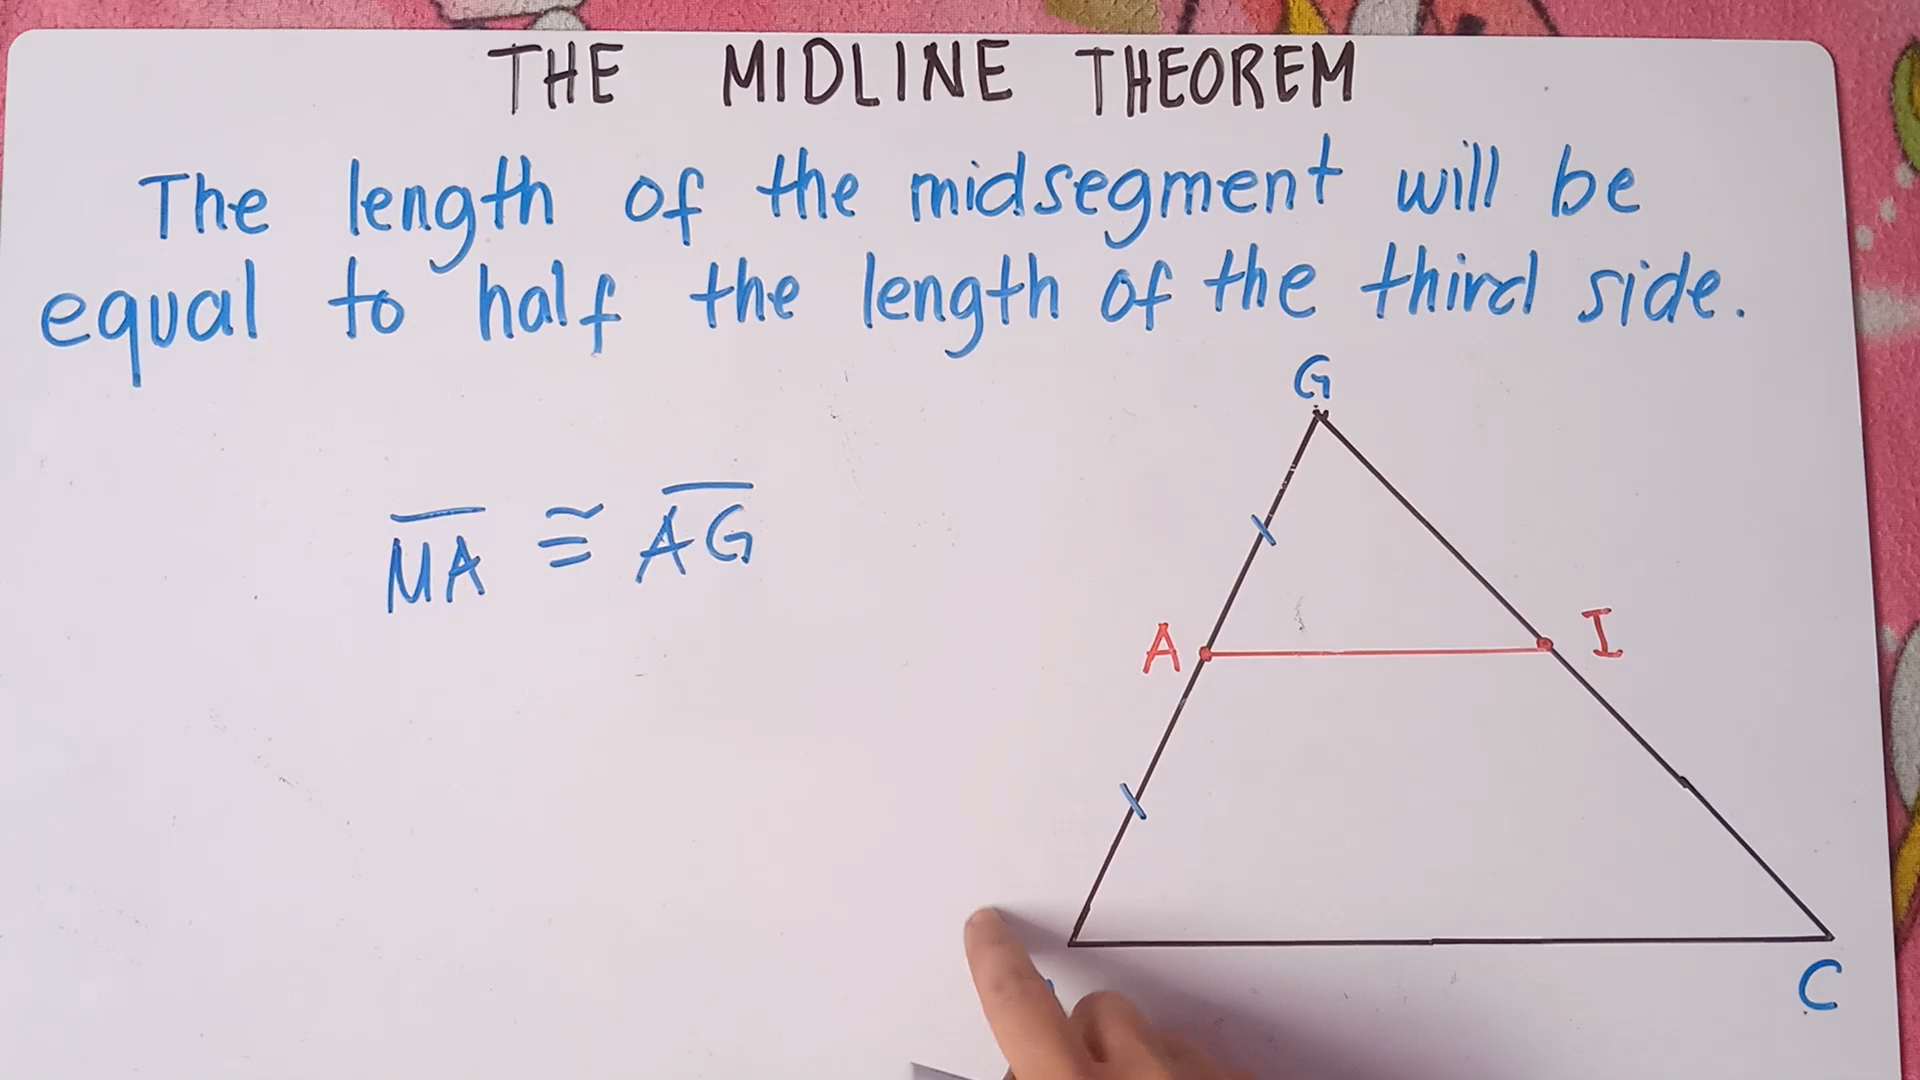 THE MIDLINE THEOREM
The length of the midsegment will be
equal to half the length of the third side.
G
MA ≅ AG
A
I
C